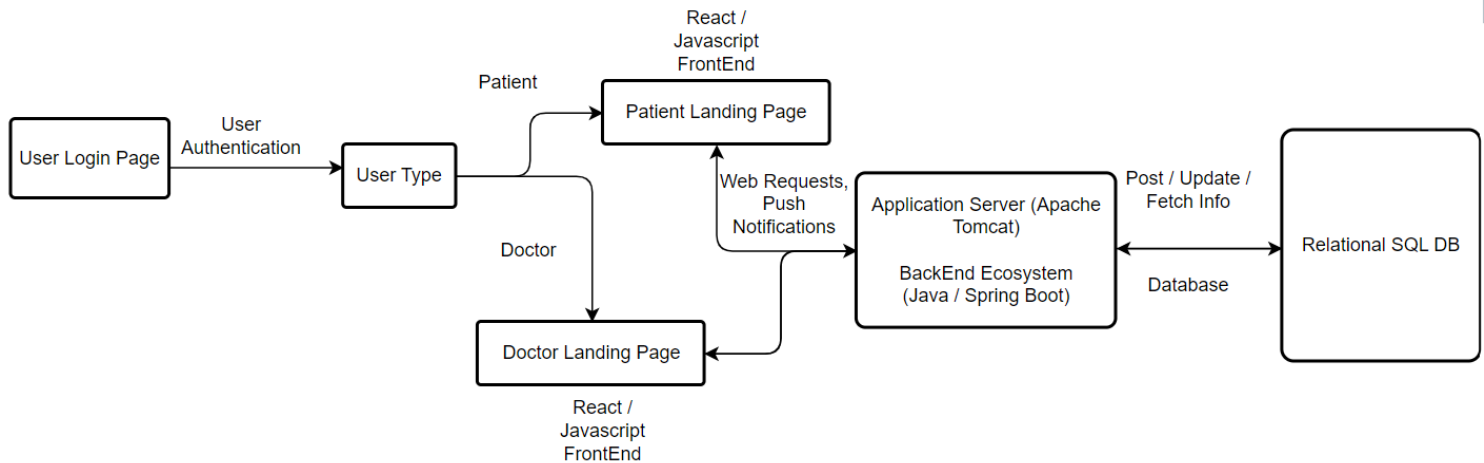 React /
Javascript
FrontEnd
Patient
Patient Landing Page
User
Authentication
User Login Page
User Type
Web Requests,
Push
Notifications
Doctor
Application Server (Apache
Tomcat)
BackEnd Ecosystem
(Java / Spring Boot)
Post / Update /
Fetch Info
Database
Relational SQL DB
Doctor Landing Page
React /
Javascript
FrontEnd